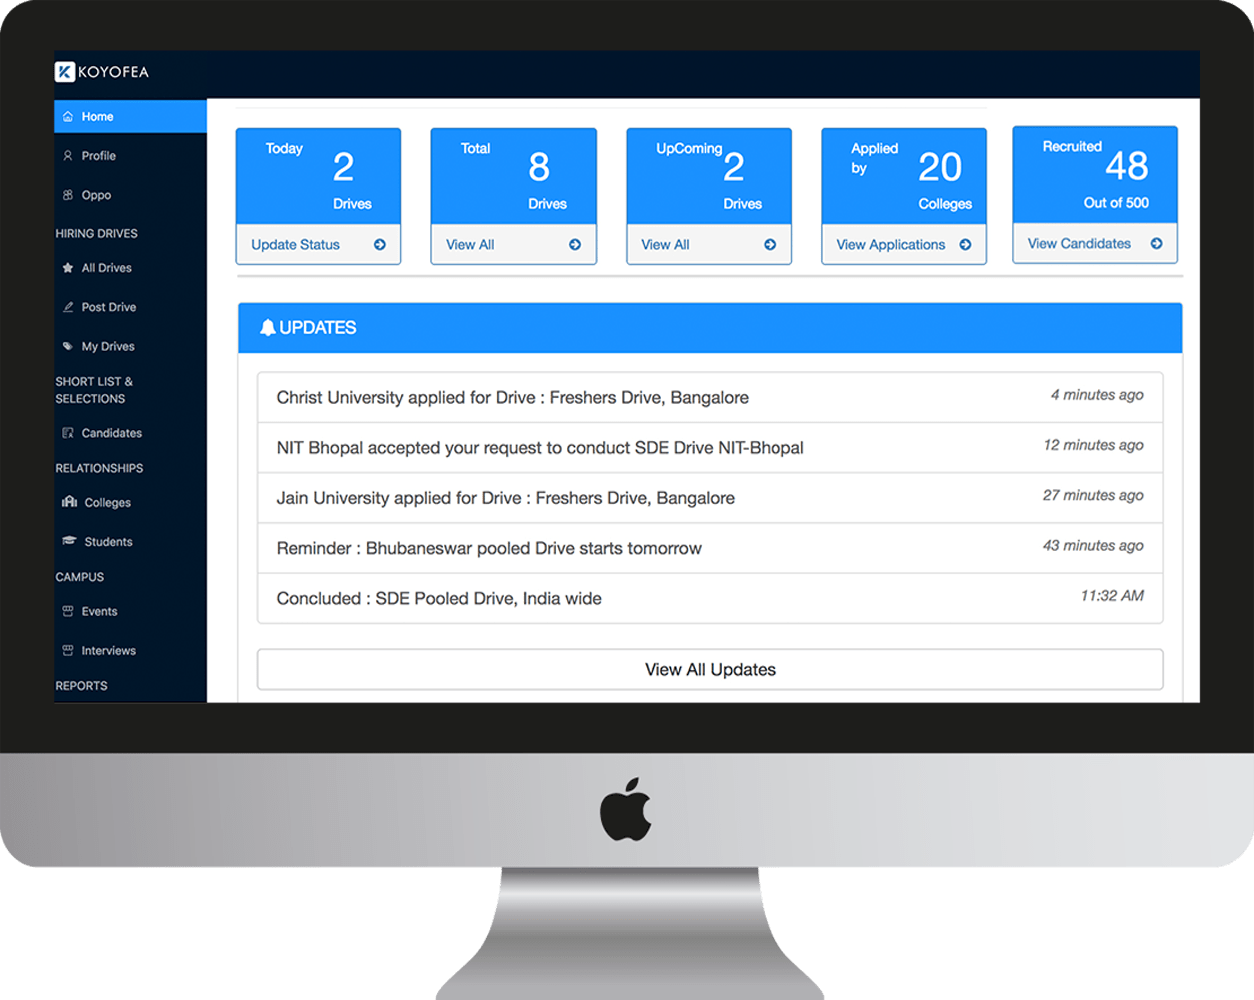 KOYOFEA
Home
Profile
Oppo
HIRING DRIVES
All Drives
Post Drive
My Drives
SHORT LIST &
SELECTIONS
Candidates
RELATIONSHIPS
Colleges
Students
CAMPUS
Events
Interviews
REPORTS
Today
2
Drives
Update Status
Total
8
Drives
View All
UpComing
2
Drives
View All
Applied
by
20
Colleges
View Applications
Recruited
48
Out of 500
View Candidates
UPDATES
Christ University applied for Drive : Freshers Drive, Bangalore 4 minutes ago
NIT Bhopal accepted your request to conduct SDE Drive NIT-Bhopal 12 minutes ago
Jain University applied for Drive : Freshers Drive, Bangalore 27 minutes ago
Reminder : Bhubaneswar pooled Drive starts tomorrow 43 minutes ago
Concluded : SDE Pooled Drive, India wide 11:32 AM
View All Updates